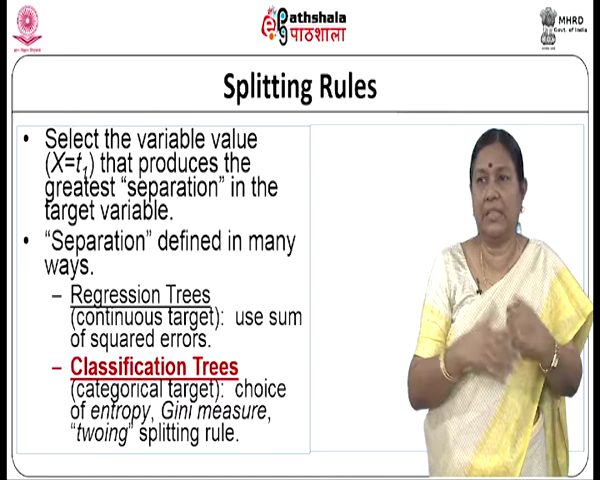 Pathshala
पाठशाला
MHRD
Govt. of India
Splitting Rules
• Select the variable value
(X=t1) that produces the
greatest “separation” in the
target variable.
• “Separation” defined in many
ways.
– Regression Trees
(continuous target): use sum
of squared errors.
– Classification Trees
(categorical target): choice
of entropy, Gini measure,
“twoing” splitting rule.